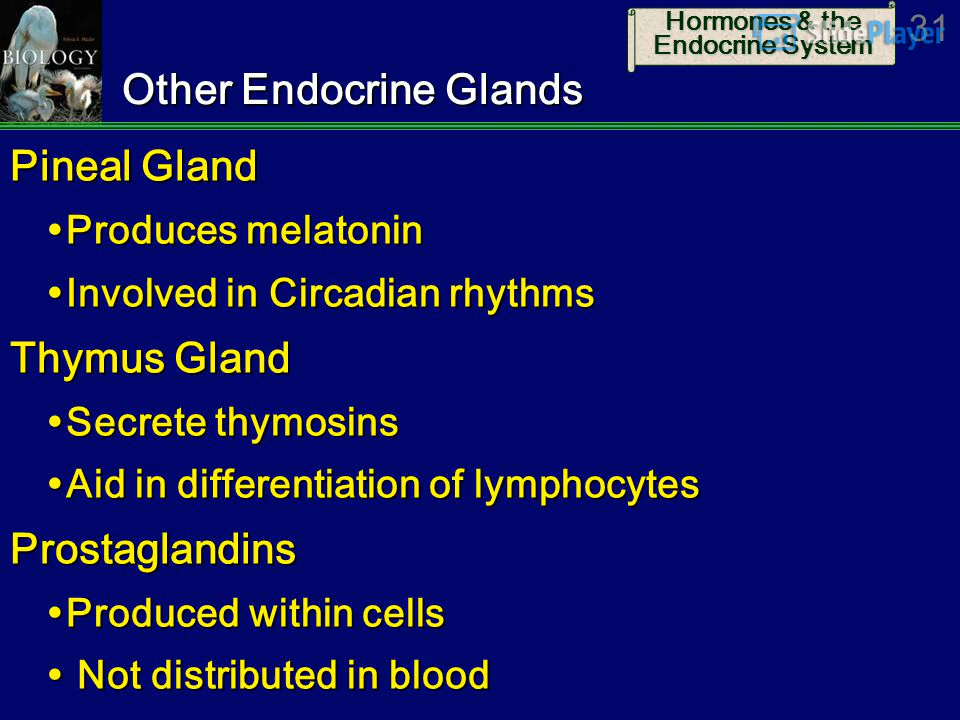 Hormones & the
Endocrine System
31
SlidePlayer
BIOLOGY
Other Endocrine Glands
Pineal Gland
•Produces melatonin
•Involved in Circadian rhythms
Thymus Gland
•Secrete thymosins
•Aid in differentiation of lymphocytes
Prostaglandins
•Produced within cells
• Not distributed in blood